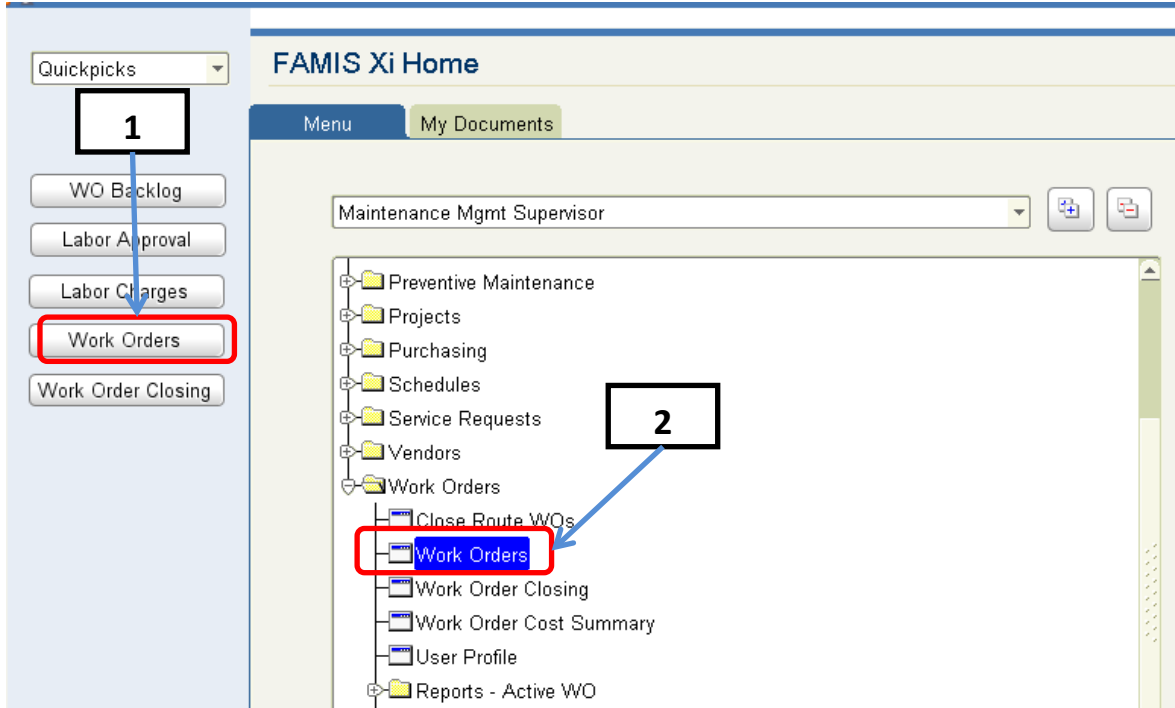 Quickpicks
1
WO Backlog
Labor Approval
Labor Charges
Work Orders
Work Order Closing
FAMIS Xi Home
Menu
My Documents
Maintenance Mgmt Supervisor
Preventive Maintenance
Projects
Purchasing
Schedules
Service Requests
2
Vendors
Work Orders
Close Route WOs
Work Orders
Work Order Closing
Work Order Cost Summary
User Profile
Reports - Active WO